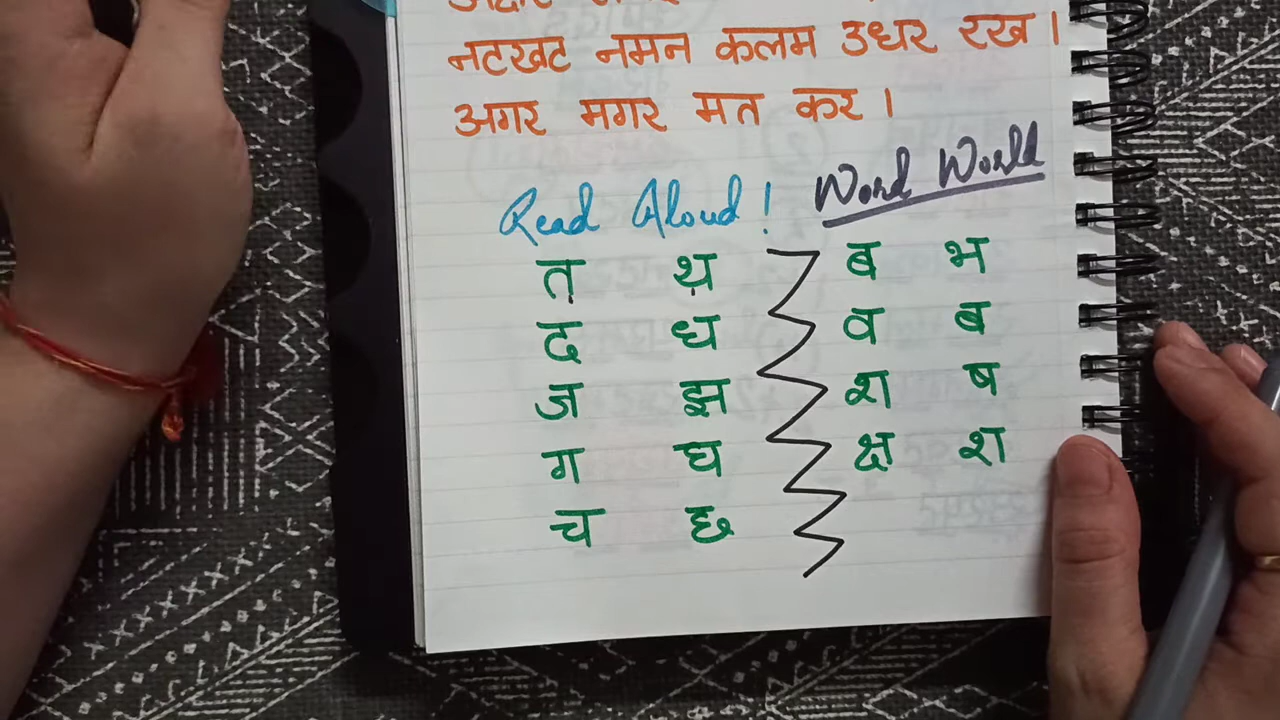 नटखट नमन कलम उधर रख।
अगर मगर मत कर।
Read Aloud! Word World
त थ ब भ
द ध व ब
ज झ श ष
ग घ क्ष श
च छ